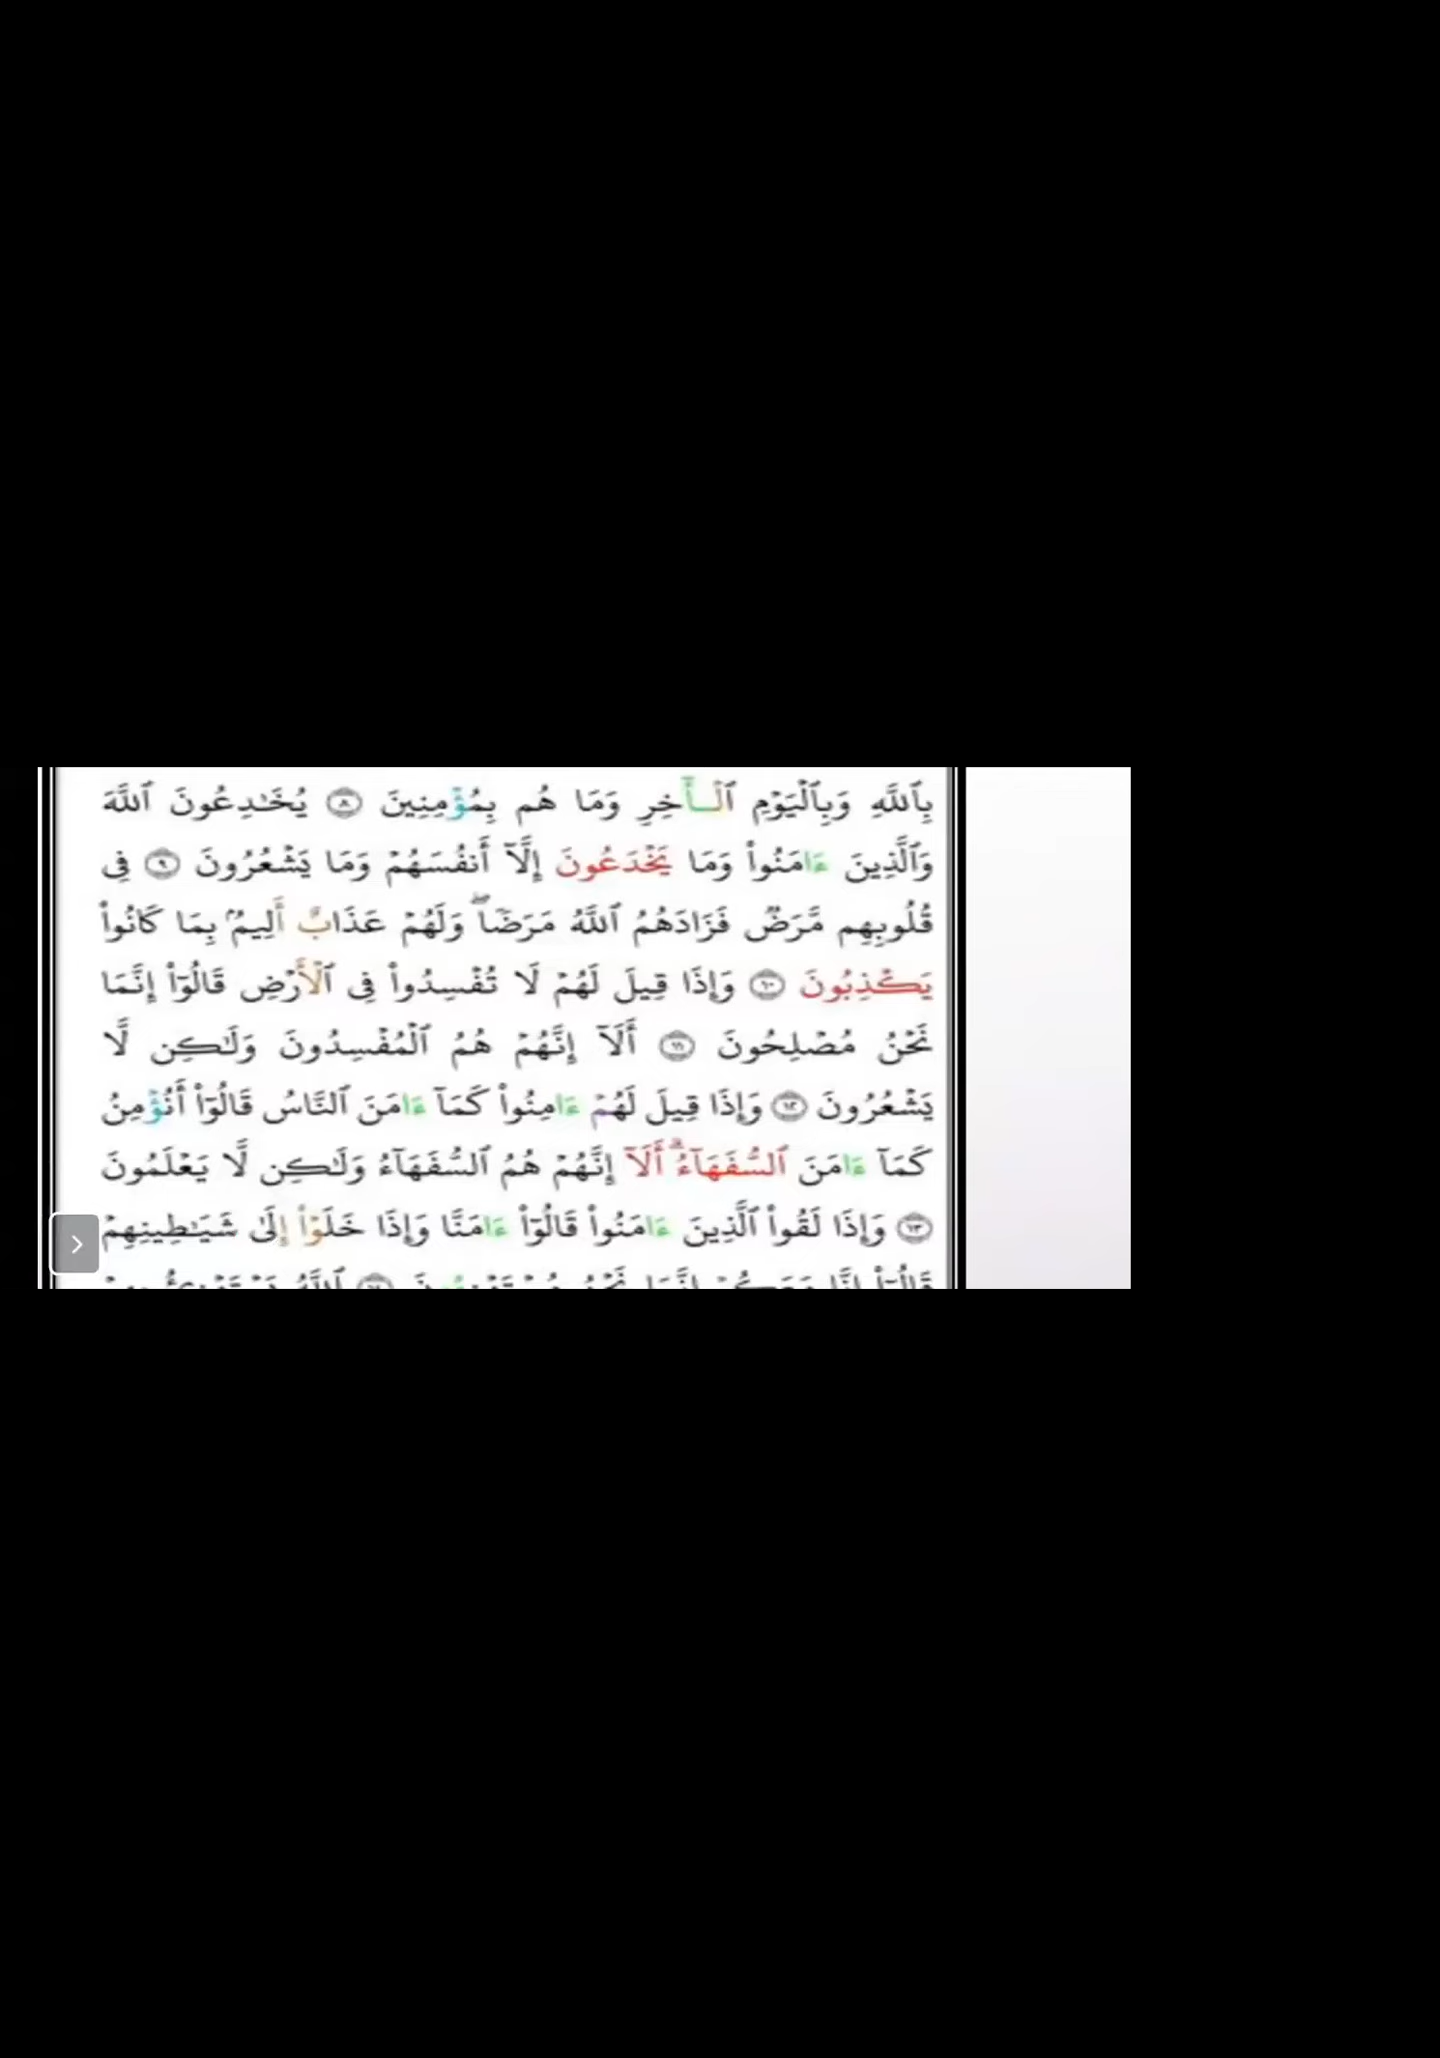 بِٱللَّهِ وَبِٱلۡيَوۡمِ ٱلۡـَٔاخِرِ وَمَا هُم بِمُؤۡمِنِينَ ٨ يُخَٰدِعُونَ ٱللَّهَ
وَٱلَّذِينَ ءَامَنُواْ وَمَا يَخۡدَعُونَ إِلَّآ أَنفُسَهُمۡ وَمَا يَشۡعُرُونَ ٩ فِي
قُلُوبِهِم مَّرَضٞ فَزَادَهُمُ ٱللَّهُ مَرَضٗاۖ وَلَهُمۡ عَذَابٌ أَلِيمُۢ بِمَا كَانُواْ
يَكۡذِبُونَ ١٠ وَإِذَا قِيلَ لَهُمۡ لَا تُفۡسِدُواْ فِي ٱلۡأَرۡضِ قَالُوٓاْ إِنَّمَا
نَحۡنُ مُصۡلِحُونَ ١١ أَلَآ إِنَّهُمۡ هُمُ ٱلۡمُفۡسِدُونَ وَلَٰكِن لَّا
يَشۡعُرُونَ ١٢ وَإِذَا قِيلَ لَهُمۡ ءَامِنُواْ كَمَآ ءَامَنَ ٱلنَّاسُ قَالُوٓاْ أَنُؤۡمِنُ
كَمَآ ءَامَنَ ٱلسُّفَهَآءُۗ أَلَآ إِنَّهُمۡ هُمُ ٱلسُّفَهَآءُ وَلَٰكِن لَّا يَعۡلَمُونَ
١٣ وَإِذَا لَقُواْ ٱلَّذِينَ ءَامَنُواْ قَالُوٓاْ ءَامَنَّا وَإِذَا خَلَوۡاْ إِلَىٰ شَيَٰطِينِهِمۡ